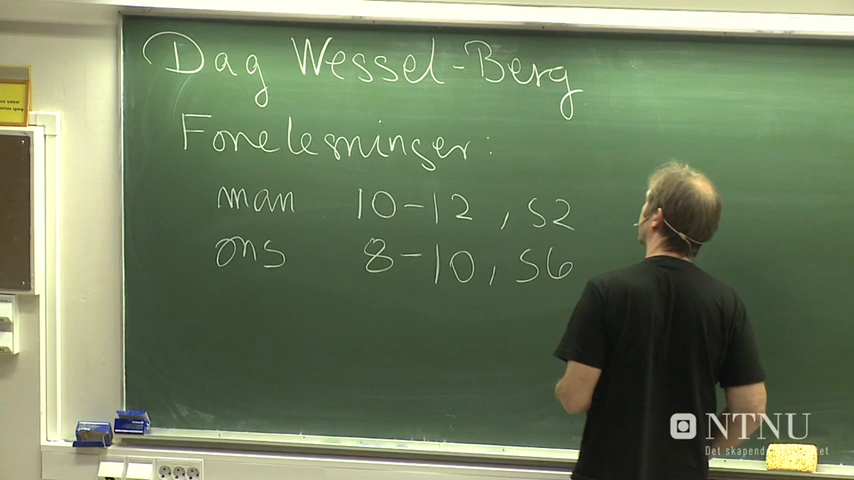 Dag Wessel-Berg
Forelesninger:
man 10-12, S2
ons 8-10, S6
NTNU
Det skapende universitet